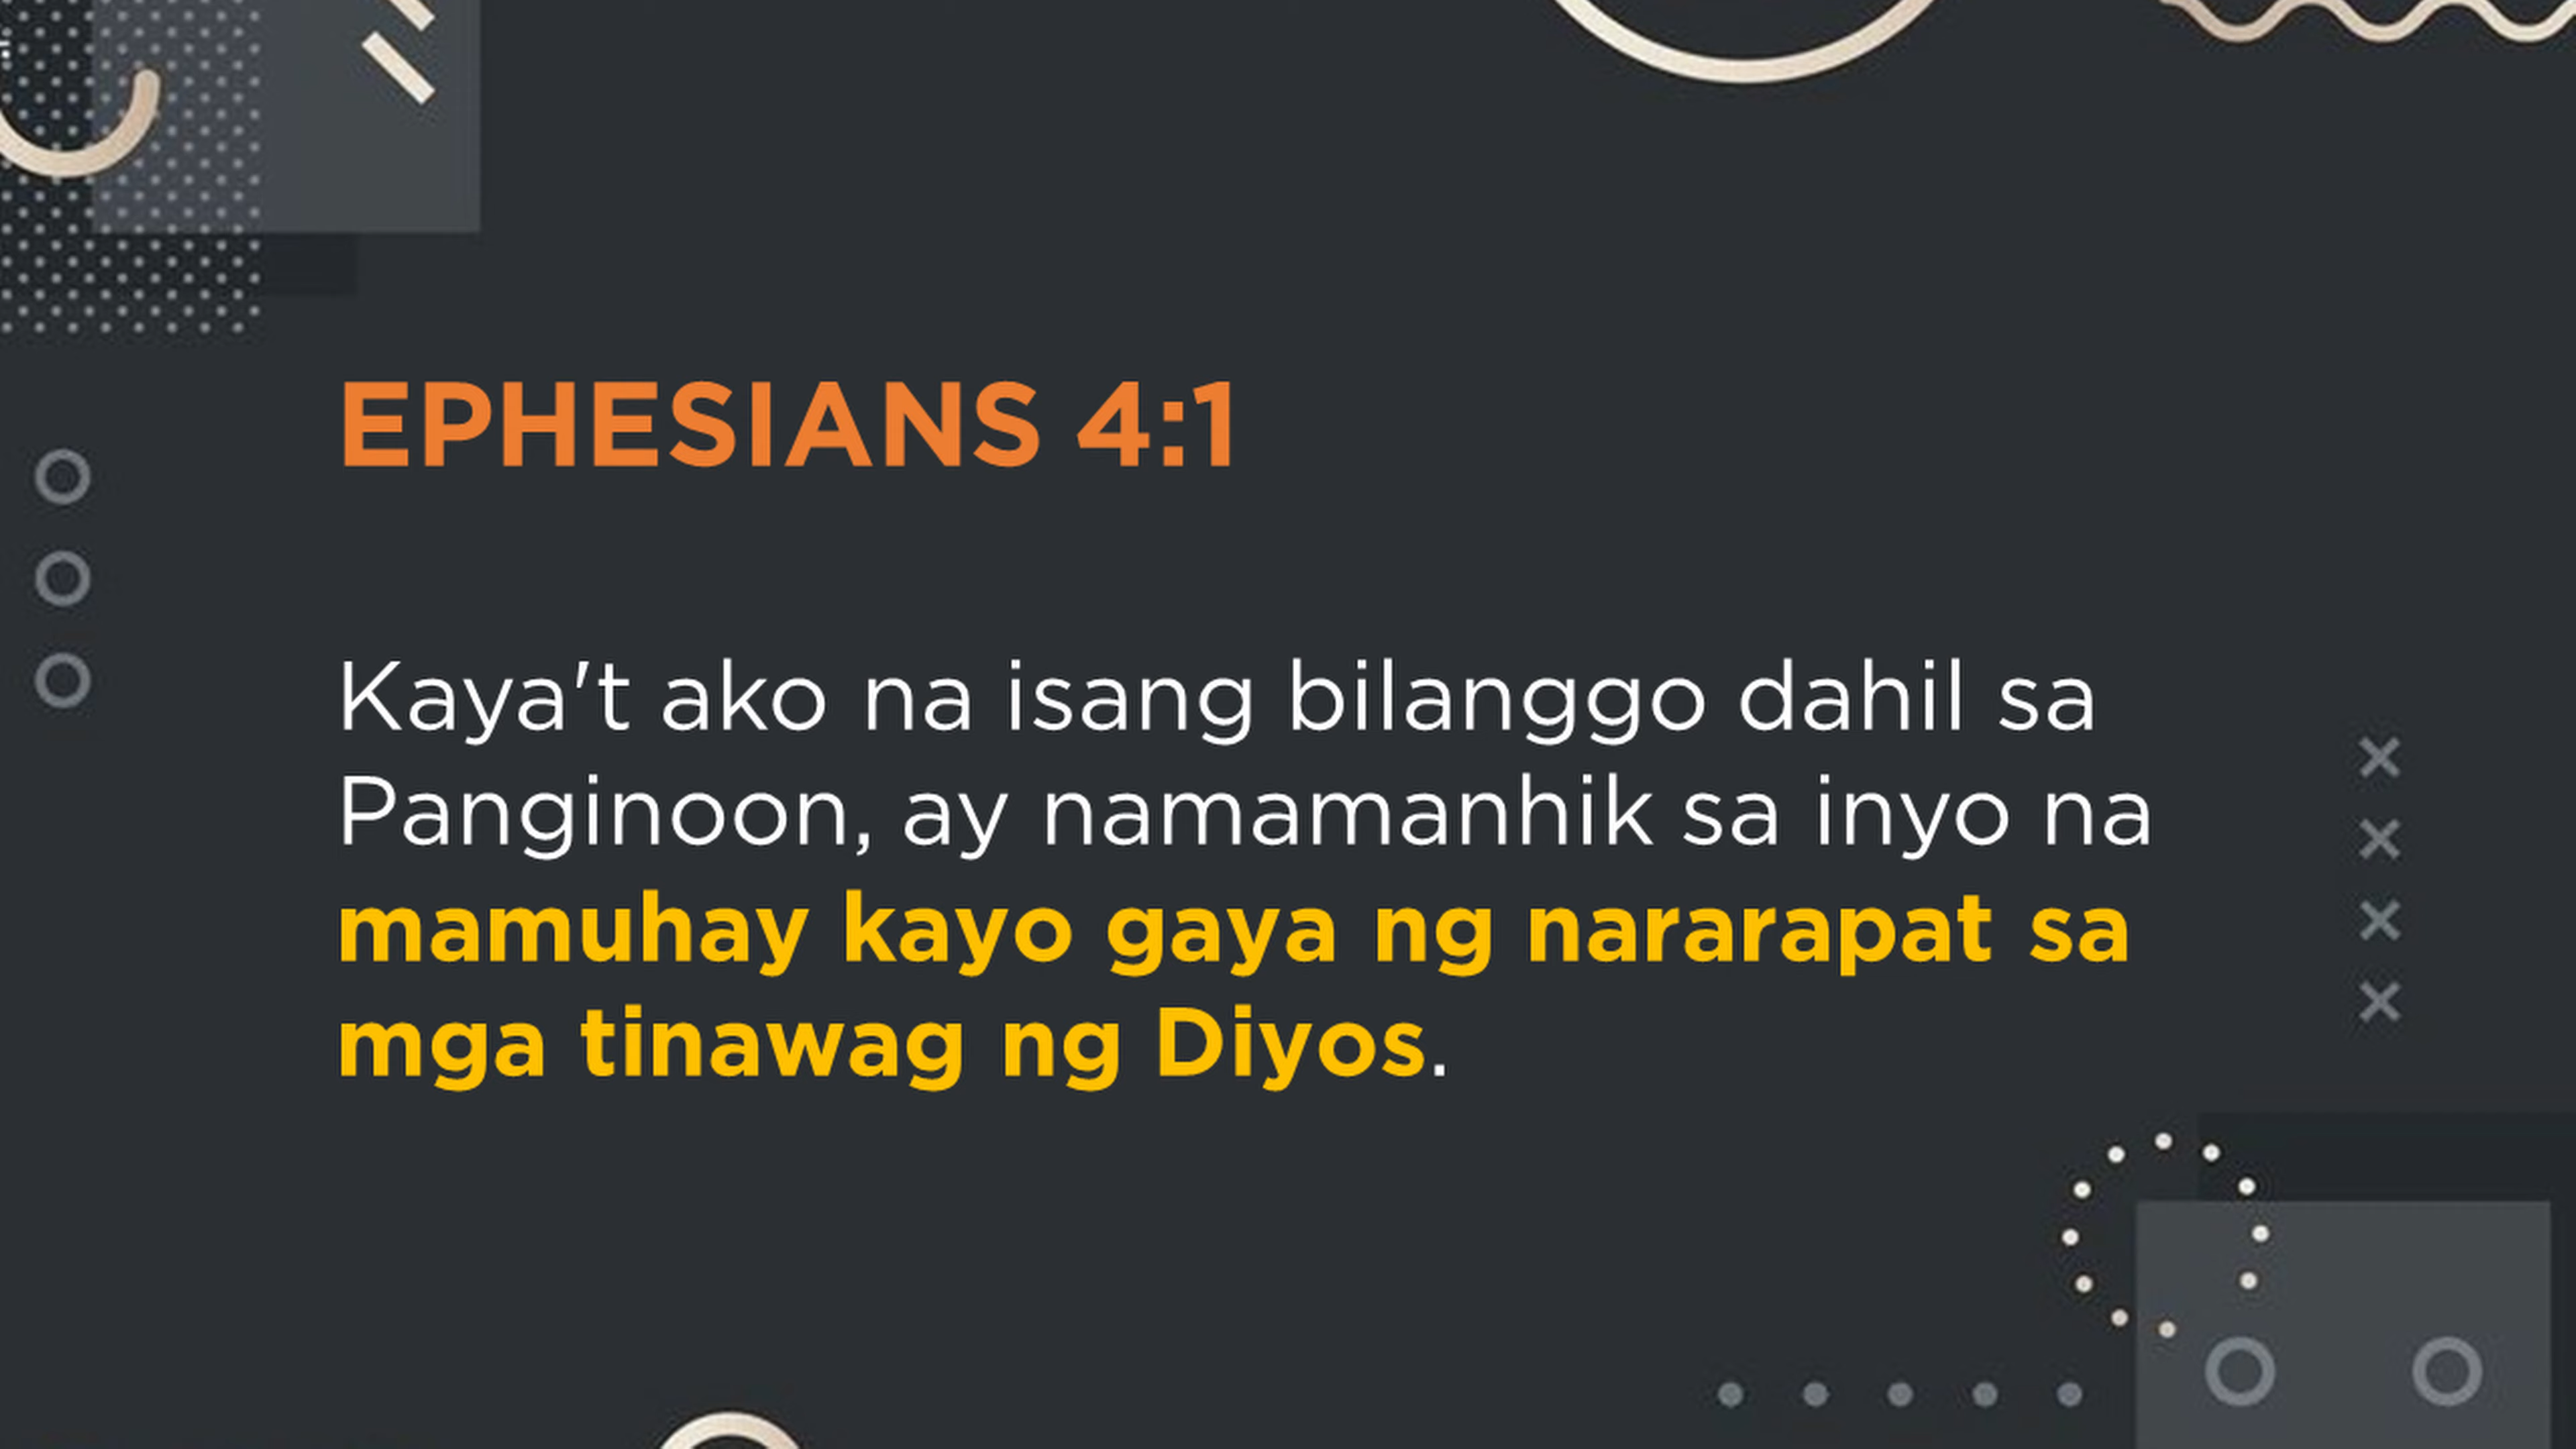 EPHESIANS 4:1
Kaya't ako na isang bilanggo dahil sa
Panginoon, ay namamanhik sa inyo na
mamuhay kayo gaya ng nararapat sa
mga tinawag ng Diyos.